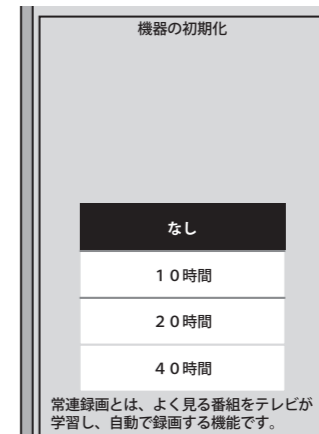 機器の初期化
なし
10時間
20時間
40時間
常連録画とは、よく見る番組をテレビが
学習し、自動で録画する機能です。